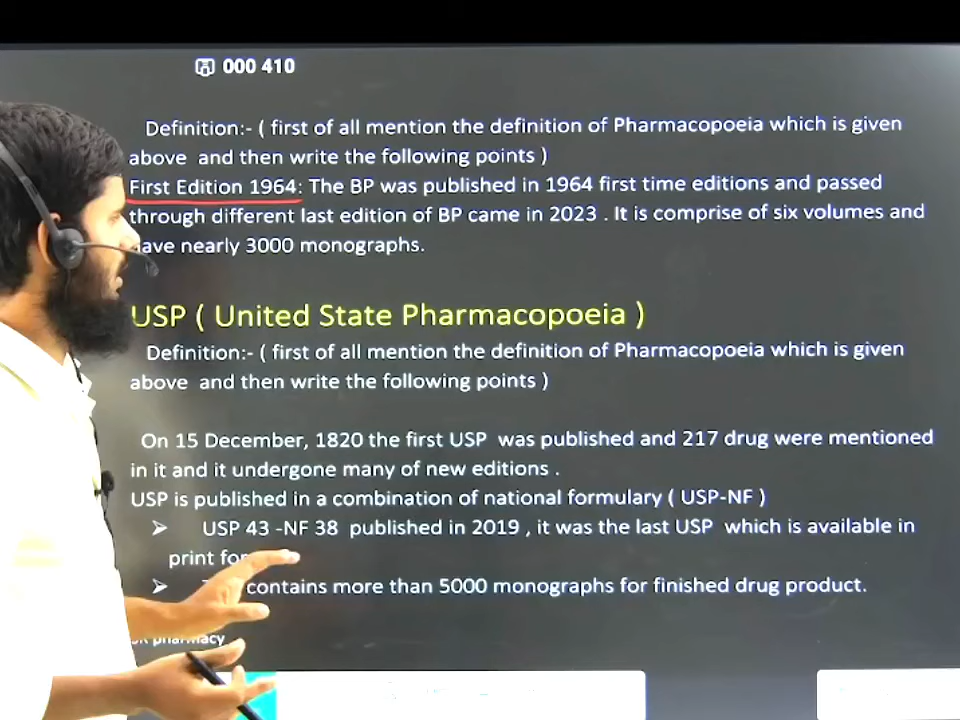 000 410
Definition:- ( first of all mention the definition of Pharmacopoeia which is given
above and then write the following points )
First Edition 1964: The BP was published in 1964 first time editions and passed
through different last edition of BP came in 2023 . It is comprise of six volumes and
have nearly 3000 monographs.
USP ( United State Pharmacopoeia )
Definition:- ( first of all mention the definition of Pharmacopoeia which is given
above and then write the following points )
On 15 December, 1820 the first USP was published and 217 drug were mentioned
in it and it undergone many of new editions .
USP is published in a combination of national formulary ( USP-NF )
➢ USP 43 -NF 38 published in 2019 , it was the last USP which is available in
print
➢ contains more than 5000 monographs for finished drug product.
pharmacy